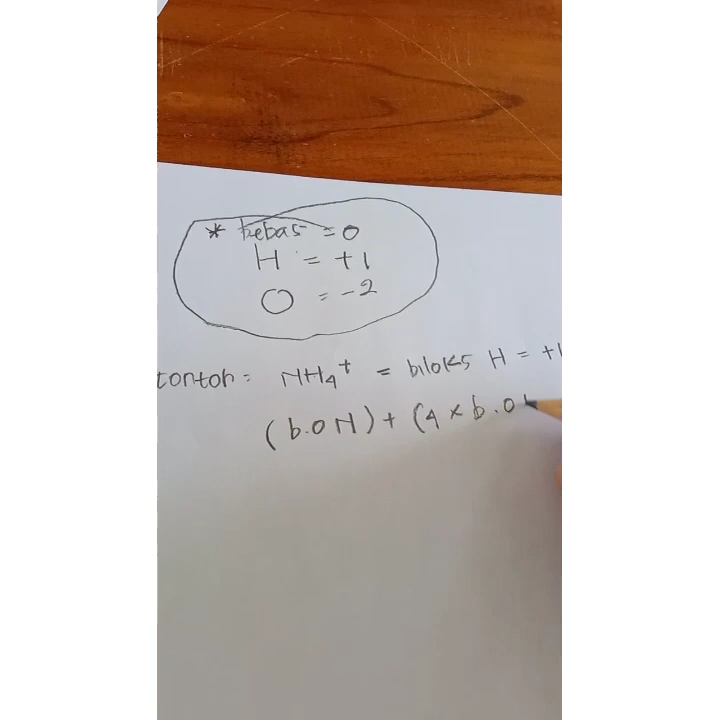 * bebas = 0
H = +1
O = -2
contoh = NH4+ = biloks H = +1
(b.O N) + (4 x b.O